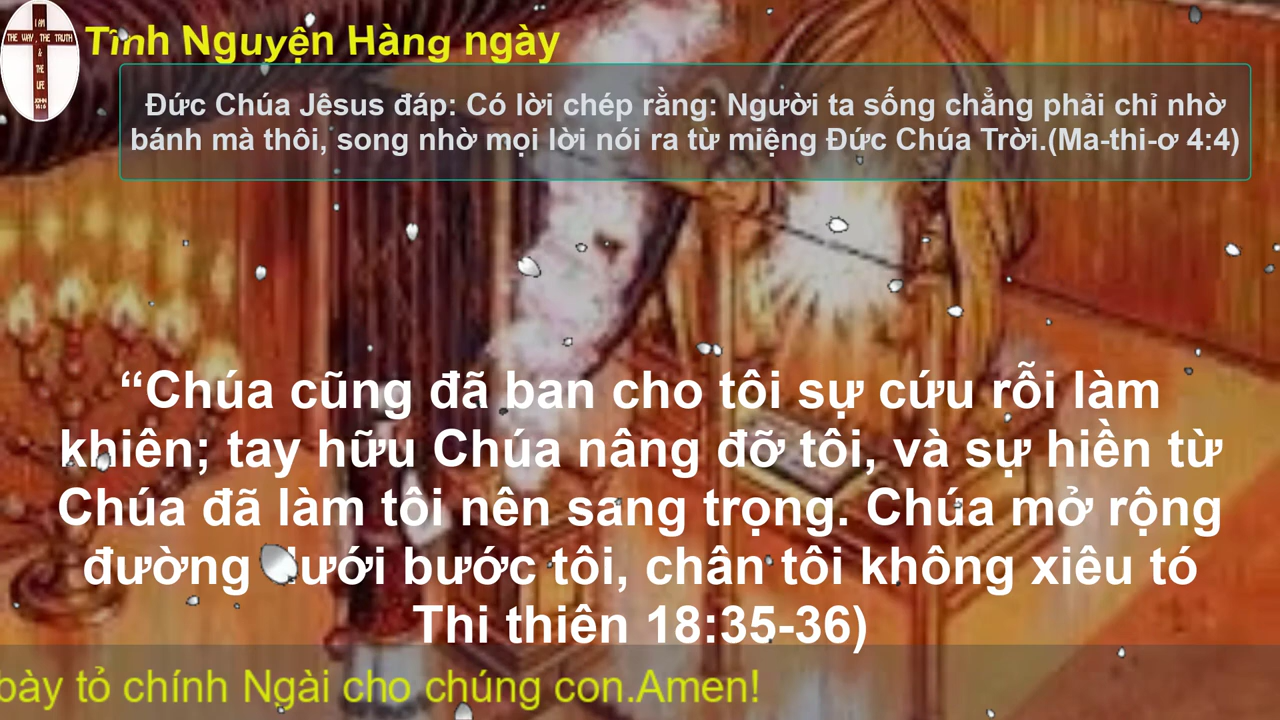 I AM
THE WAY, THE TRUTH
&
THE
LIFE
JOHN
14:6
Tĩnh Nguyện Hàng ngày
Đức Chúa Jêsus đáp: Có lời chép rằng: Người ta sống chẳng phải chỉ nhờ
bánh mà thôi, song nhờ mọi lời nói ra từ miệng Đức Chúa Trời.(Ma-thi-ơ 4:4)
“Chúa cũng đã ban cho tôi sự cứu rỗi làm
khiên; tay hữu Chúa nâng đỡ tôi, và sự hiền từ
Chúa đã làm tôi nên sang trọng. Chúa mở rộng
đường dưới bước tôi, chân tôi không xiêu tó
Thi thiên 18:35-36)
bày tỏ chính Ngài cho chúng con.Amen!